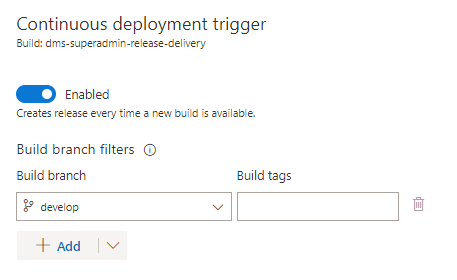 Continuous deployment trigger
Build: dms-superadmin-release-delivery
Enabled
Creates release every time a new build is available.
Build branch filters
Build branch
Build tags
develop
Add